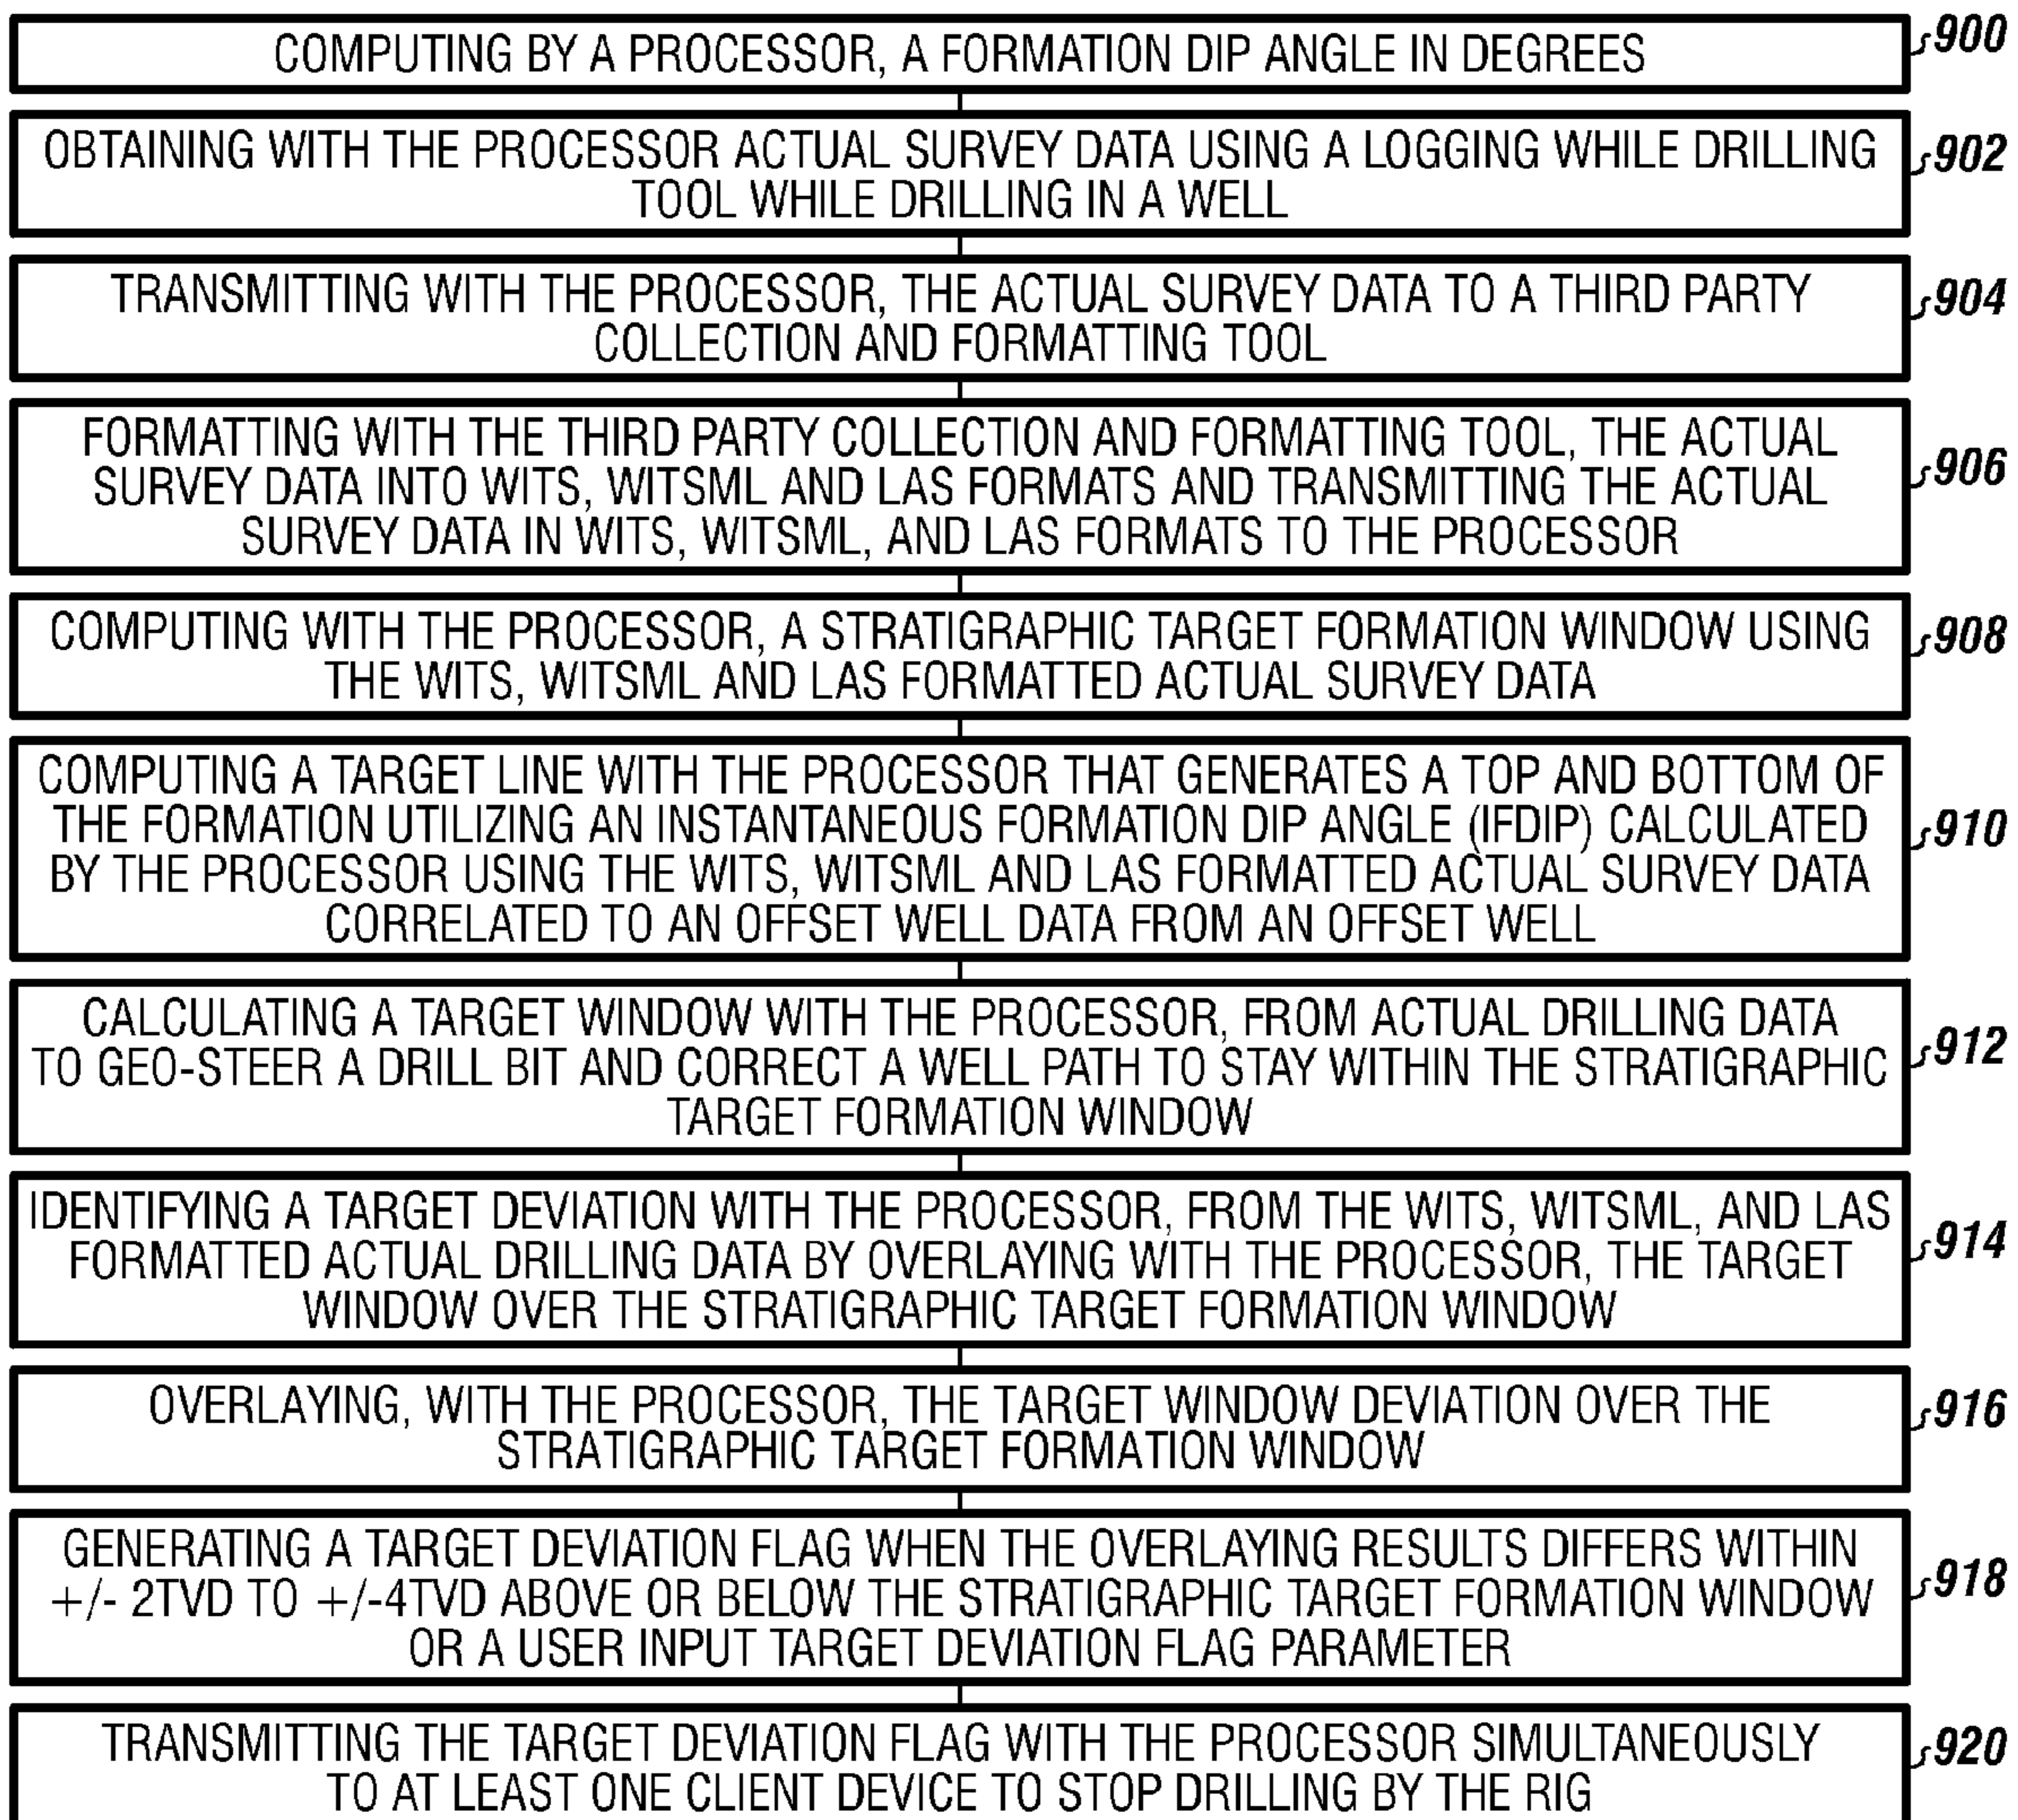 COMPUTING BY A PROCESSOR, A FORMATION DIP ANGLE IN DEGREES
900
OBTAINING WITH THE PROCESSOR ACTUAL SURVEY DATA USING A LOGGING WHILE DRILLING
TOOL WHILE DRILLING IN A WELL
902
TRANSMITTING WITH THE PROCESSOR, THE ACTUAL SURVEY DATA TO A THIRD PARTY
COLLECTION AND FORMATTING TOOL
904
FORMATTING WITH THE THIRD PARTY COLLECTION AND FORMATTING TOOL, THE ACTUAL
SURVEY DATA INTO WITS, WITSML AND LAS FORMATS AND TRANSMITTING THE ACTUAL
SURVEY DATA IN WITS, WITSML, AND LAS FORMATS TO THE PROCESSOR
906
COMPUTING WITH THE PROCESSOR, A STRATIGRAPHIC TARGET FORMATION WINDOW USING
THE WITS, WITSML AND LAS FORMATTED ACTUAL SURVEY DATA
908
COMPUTING A TARGET LINE WITH THE PROCESSOR THAT GENERATES A TOP AND BOTTOM OF
THE FORMATION UTILIZING AN INSTANTANEOUS FORMATION DIP ANGLE (IFDIP) CALCULATED
BY THE PROCESSOR USING THE WITS, WITSML AND LAS FORMATTED ACTUAL SURVEY DATA
CORRELATED TO AN OFFSET WELL DATA FROM AN OFFSET WELL
910
CALCULATING A TARGET WINDOW WITH THE PROCESSOR, FROM ACTUAL DRILLING DATA
TO GEO-STEER A DRILL BIT AND CORRECT A WELL PATH TO STAY WITHIN THE STRATIGRAPHIC
TARGET FORMATION WINDOW
912
IDENTIFYING A TARGET DEVIATION WITH THE PROCESSOR, FROM THE WITS, WITSML, AND LAS
FORMATTED ACTUAL DRILLING DATA BY OVERLAYING WITH THE PROCESSOR, THE TARGET
WINDOW OVER THE STRATIGRAPHIC TARGET FORMATION WINDOW
914
OVERLAYING, WITH THE PROCESSOR, THE TARGET WINDOW DEVIATION OVER THE
STRATIGRAPHIC TARGET FORMATION WINDOW
916
GENERATING A TARGET DEVIATION FLAG WHEN THE OVERLAYING RESULTS DIFFERS WITHIN
+/- 2TVD TO +/-4TVD ABOVE OR BELOW THE STRATIGRAPHIC TARGET FORMATION WINDOW
OR A USER INPUT TARGET DEVIATION FLAG PARAMETER
918
TRANSMITTING THE TARGET DEVIATION FLAG WITH THE PROCESSOR SIMULTANEOUSLY
TO AT LEAST ONE CLIENT DEVICE TO STOP DRILLING BY THE RIG
920